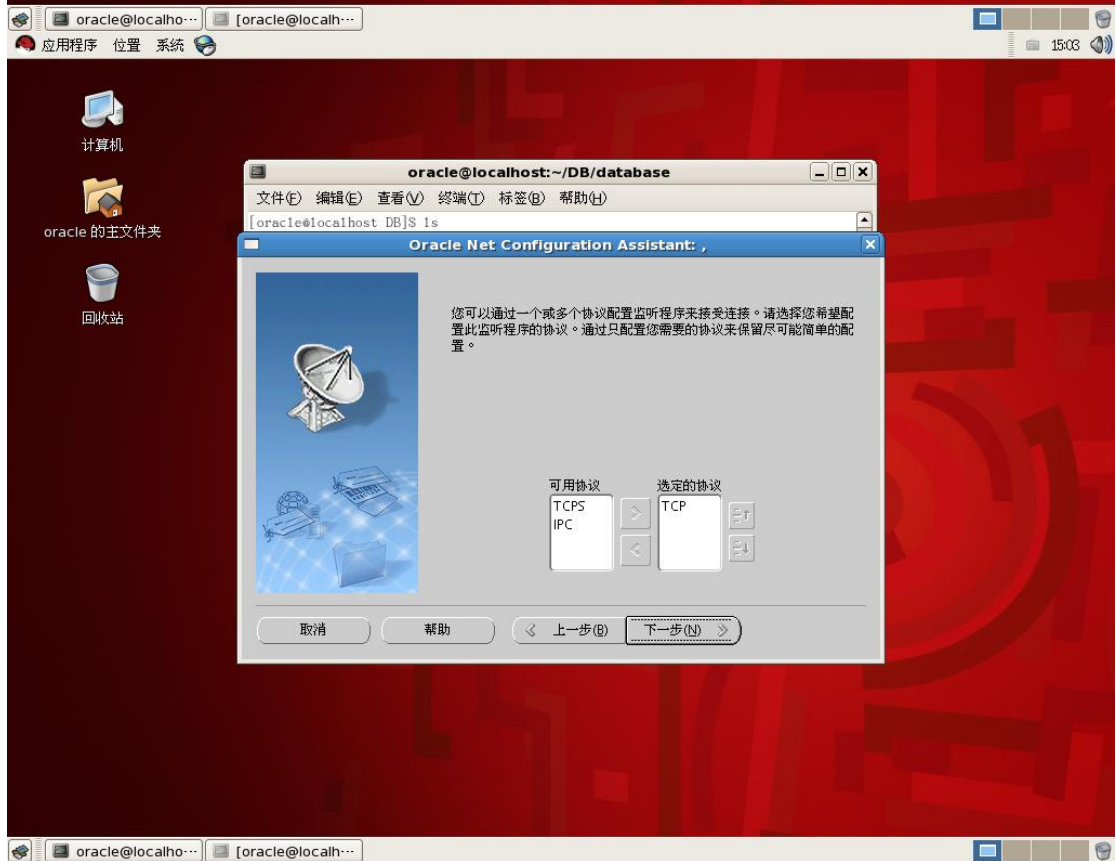 oracle@localho···
[oracle@localh···
应用程序 位置 系统
15:03
计算机
oracle 的主文件夹
回收站
oracle@localhost:~/DB/database
文件(F) 编辑(E) 查看(V) 终端(T) 标签(B) 帮助(H)
[oracle@localhost DB]$ ls
Oracle Net Configuration Assistant: ,
您可以通过一个或多个协议配置监听程序来接受连接。请选择您希望配
置此监听程序的协议。通过只配置您需要的协议来保留尽可能简单的配
置。
可用协议
TCPS
IPC
选定的协议
TCP
取消
帮助
上一步(B)
下一步(N)
oracle@localho···
[oracle@localh···